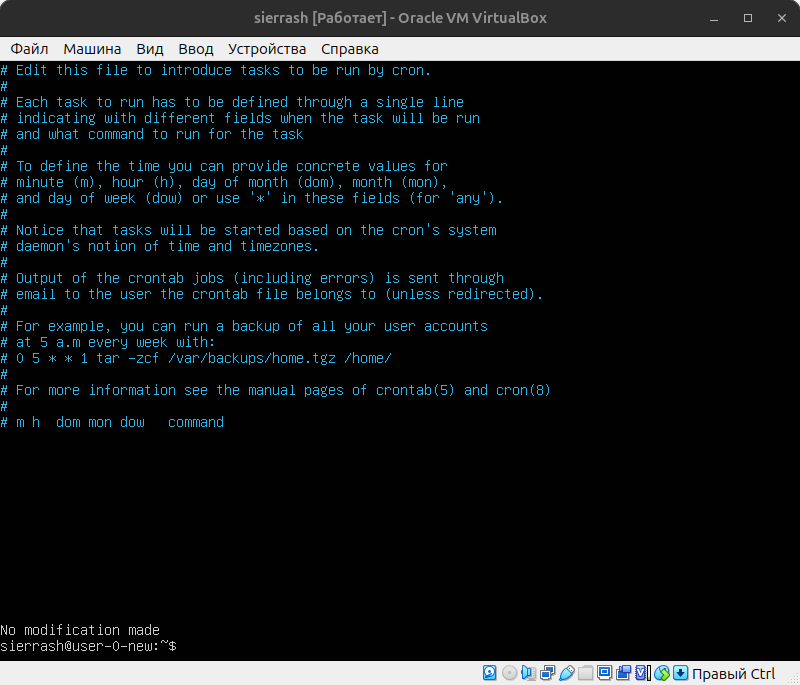 sierrash [Работает] - Oracle VM VirtualBox
Файл Машина Вид Ввод Устройства Справка
# Edit this file to introduce tasks to be run by cron.
#
# Each task to run has to be defined through a single line
# indicating with different fields when the task will be run
# and what command to run for the task
#
# To define the time you can provide concrete values for
# minute (m), hour (h), day of month (dom), month (mon),
# and day of week (dow) or use '*' in these fields (for 'any').
#
# Notice that tasks will be started based on the cron's system
# daemon's notion of time and timezones.
#
# Output of the crontab jobs (including errors) is sent through
# email to the user the crontab file belongs to (unless redirected).
#
# For example, you can run a backup of all your user accounts
# at 5 a.m every week with:
# 0 5 * * 1 tar -zcf /var/backups/home.tgz /home/
#
# For more information see the manual pages of crontab(5) and cron(8)
#
# m h  dom mon dow   command
No modification made
sierrash@user-0-new:~$
Правый Ctrl